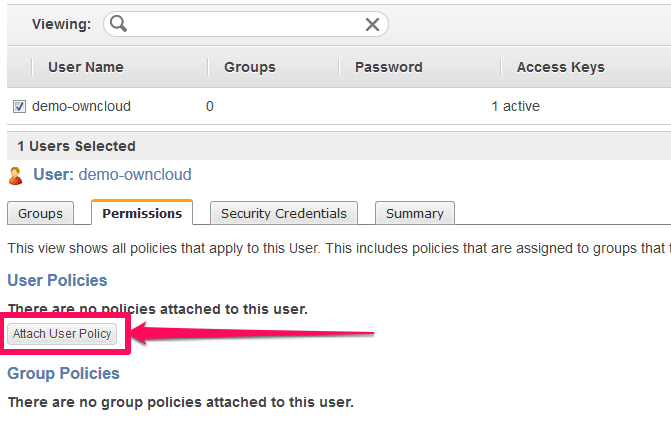 Viewing:
User Name Groups Password Access Keys
demo-owncloud 0 1 active
1 Users Selected
User: demo-owncloud
Groups Permissions Security Credentials Summary
This view shows all policies that apply to this User. This includes policies that are assigned to groups that
User Policies
There are no policies attached to this user.
Attach User Policy
Group Policies
There are no group policies attached to this user.